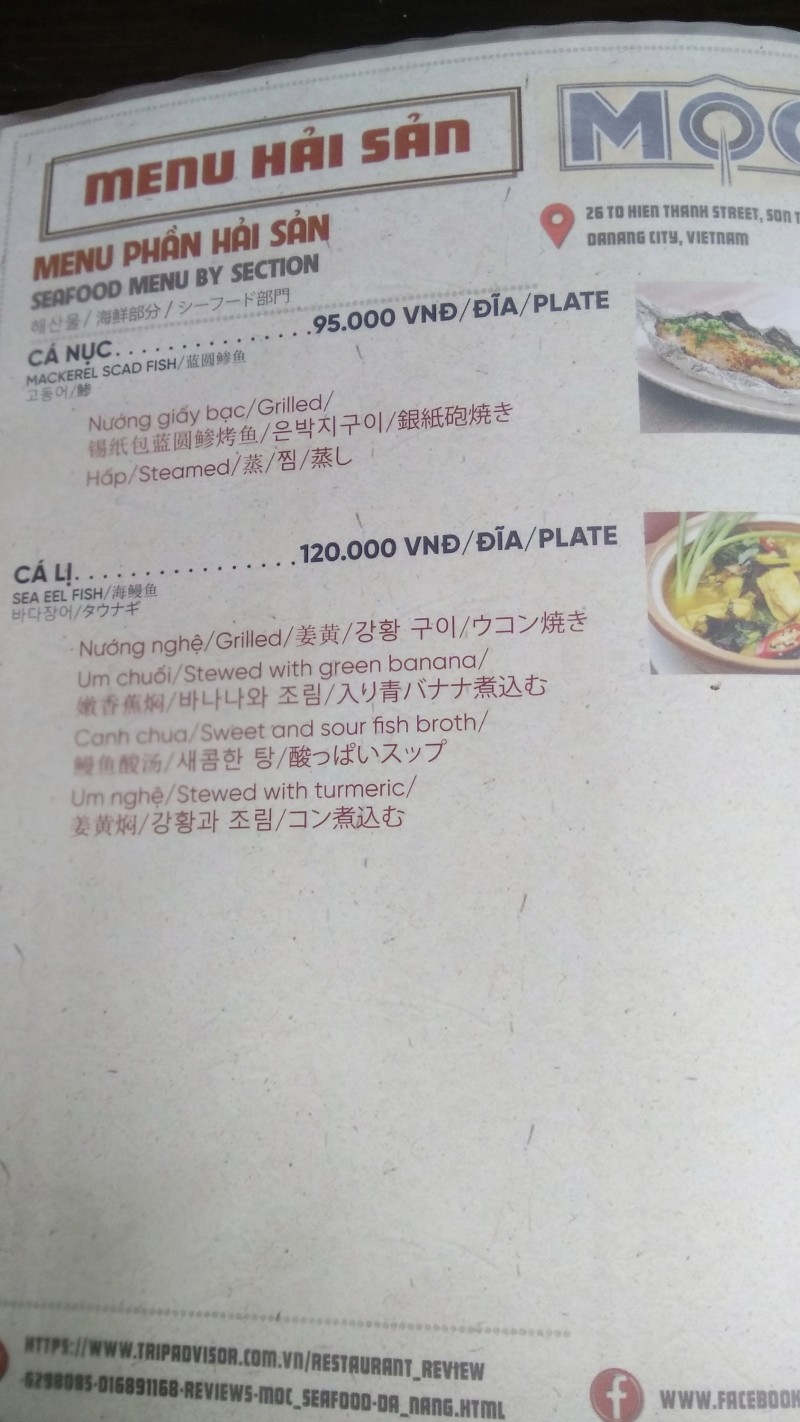 MENU HẢI SẢN
MOC
26 TO HIEN THANH STREET, SON T
DANANG CITY, VIETNAM
MENU PHẦN HẢI SẢN
SEAFOOD MENU BY SECTION
해산물/海鲜部分/シーフード部門
CÁ NỤC..............95.000 VNĐ/ĐĨA/PLATE
MACKEREL SCAD FISH/蓝圆鲹鱼
고등어/鯵
Nướng giấy bạc/Grilled/
锡纸包蓝圆鲹烤鱼/은박지구이/銀紙砲焼き
Hấp/Steamed/蒸/찜/蒸し
CÁ LỊ................120.000 VNĐ/ĐĨA/PLATE
SEA EEL FISH/海鳗鱼
바다장어/タウナギ
Nướng nghệ/Grilled/姜黄/강황 구이/ウコン焼き
Um chuối/Stewed with green banana/
嫩香蕉焖/바나나와 조림/入り青バナナ煮込む
Canh chua/Sweet and sour fish broth/
鳗鱼酸汤/새콤한 탕/酸っぱいスップ
Um nghệ/Stewed with turmeric/
姜黄焖/강황과 조림/コン煮込む
HTTPS://WWW.TRIPADVISOR.COM.VN/RESTAURANT_REVIEW
G298085-D16891168-REVIEWS-MOC_SEAFOOD-DA_NANG.HTML
WWW.FACEBOOK